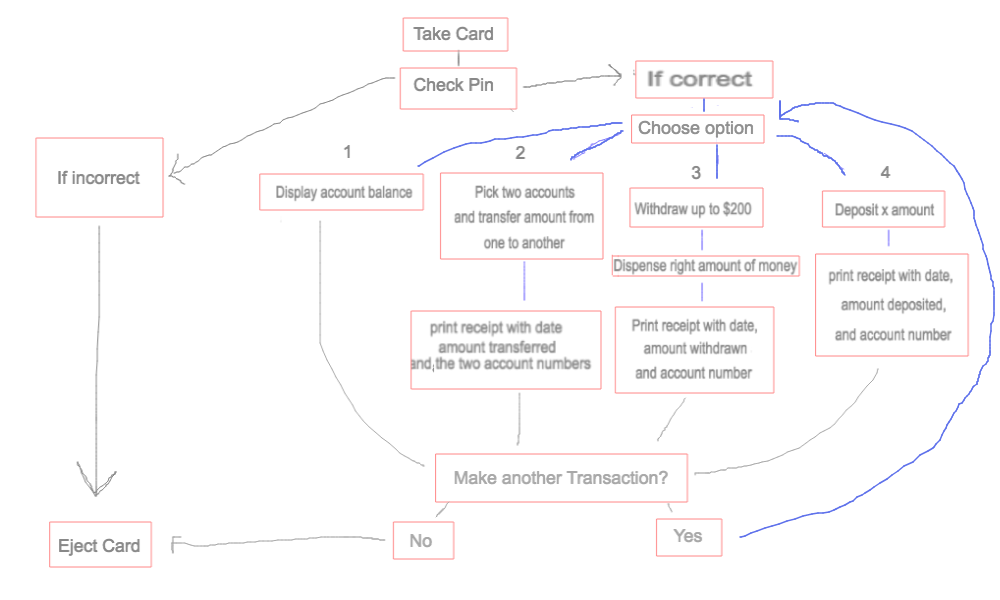 Take Card
Check Pin
If correct
Choose option
If incorrect
1
Display account balance
2
Pick two accounts
and transfer amount from
one to another
print receipt with date
amount transferred
and, the two account numbers
3
Withdraw up to $200
Dispense right amount of money
Print receipt with date,
amount withdrawn
and account number
4
Deposit x amount
print receipt with date,
amount deposited,
and account number
Make another Transaction?
No
Yes
Eject Card